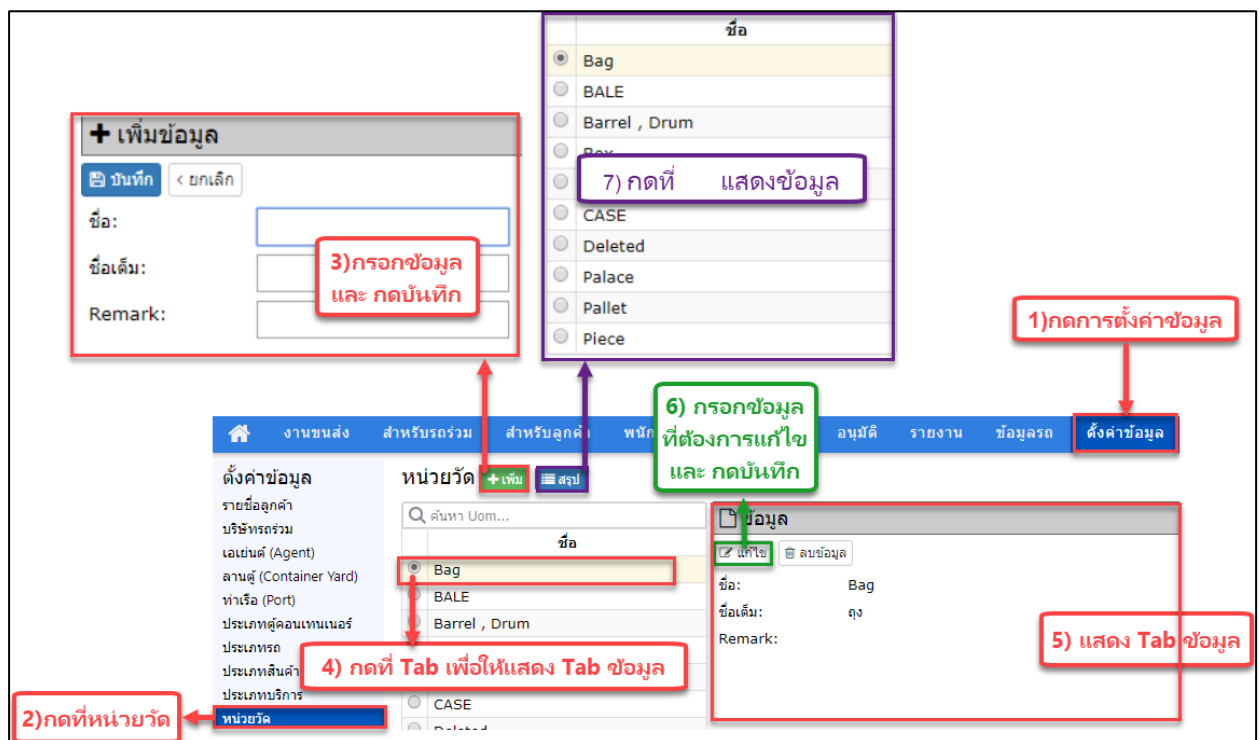 ชื่อ
Bag
BALE
Barrel , Drum
7) กดที่ แสดงข้อมูล
CASE
Deleted
Palace
Pallet
Piece
เพิ่มข้อมูล
บันทึก < ยกเลิก
ชื่อ:
ชื่อเต็ม:
Remark:
3)กรอกข้อมูล
และ กดบันทึก
1)กดการตั้งค่าข้อมูล
6) กรอกข้อมูล
ที่ต้องการแก้ไข
และ กดบันทึก
งานขนส่ง สำหรับรถร่วม สำหรับลูกค้า อนุมัติ รายงาน ข้อมูลรถ ตั้งค่าข้อมูล
ตั้งค่าข้อมูล
รายชื่อลูกค้า
บริษัทรถร่วม
เอเย่นต์ (Agent)
ลานตู้ (Container Yard)
ท่าเรือ (Port)
ประเภทตู้คอนเทนเนอร์
ประเภทรถ
ประเภทสินค้า
ประเภทบริการ
หน่วยวัด
2)กดที่หน่วยวัด
หน่วยวัด +เพิ่ม สรุป
ค้นหา Uom...
ชื่อ
Bag
BALE
Barrel , Drum
4) กดที่ Tab เพื่อให้แสดง Tab ข้อมูล
CASE
Deleted
ข้อมูล
แก้ไข ลบข้อมูล
ชื่อ: Bag
ชื่อเต็ม: ถุง
Remark:
5) แสดง Tab ข้อมูล